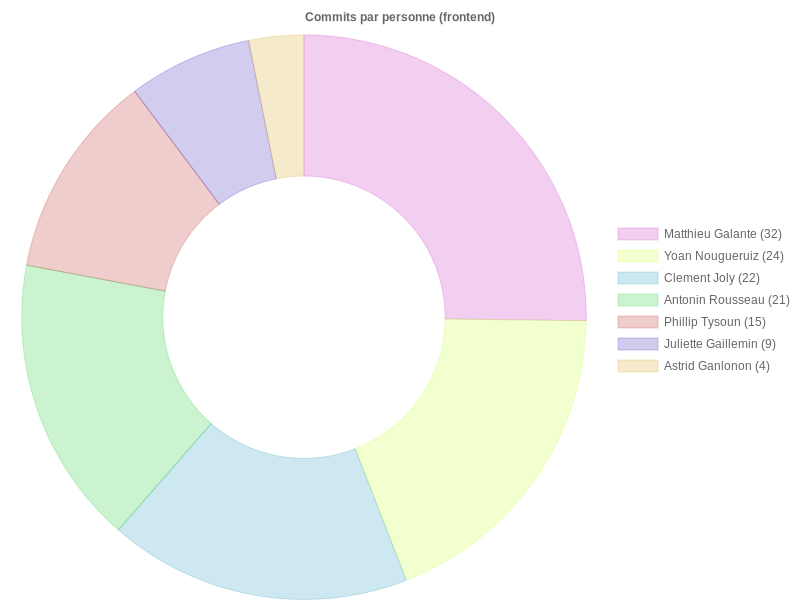 Commits par personne (frontend)
Matthieu Galante (32)
Yoan Nougueruiz (24)
Clement Joly (22)
Antonin Rousseau (21)
Phillip Tysoun (15)
Juliette Gaillemin (9)
Astrid Ganlonon (4)